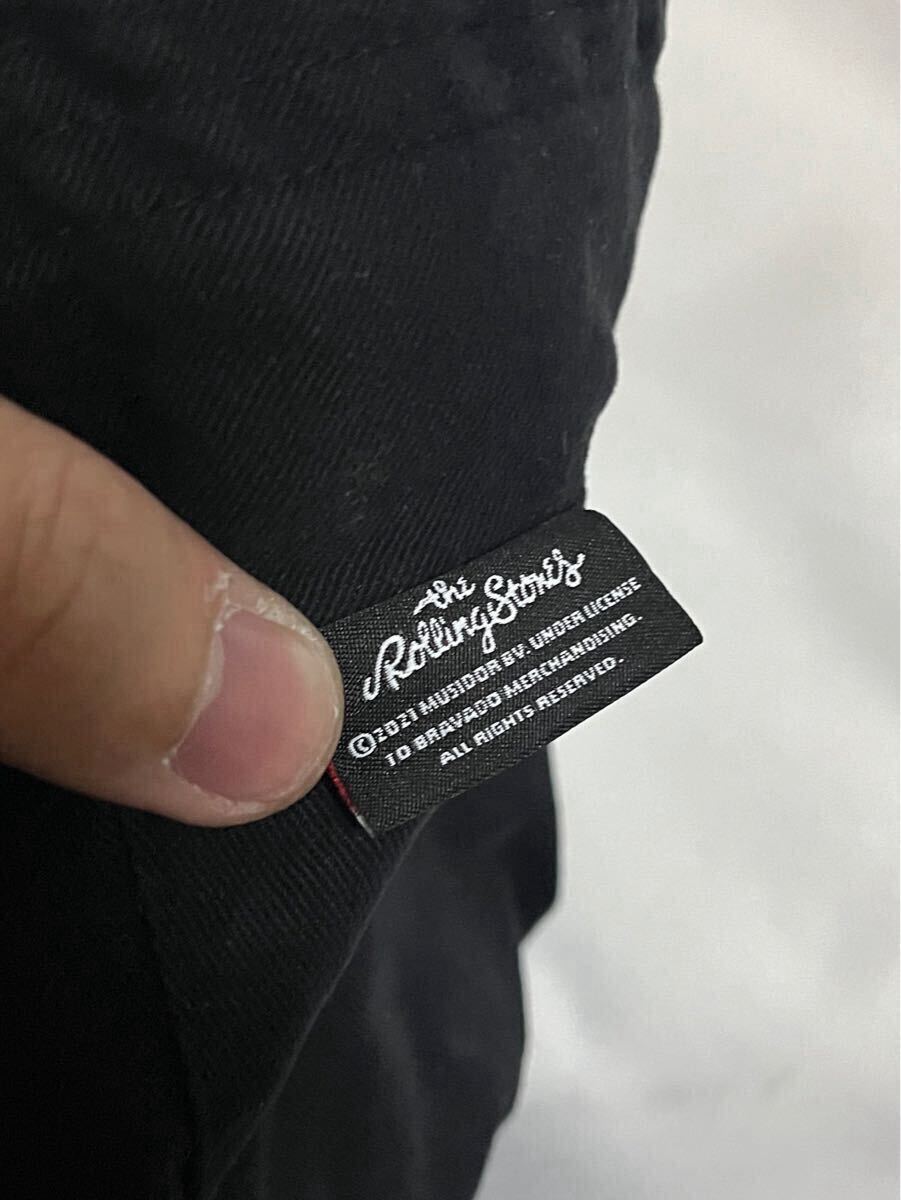 the
Rolling Stones
©2021 MUSIDOR BV. UNDER LICENSE
TO BRAVADO MERCHANDISING.
ALL RIGHTS RESERVED.